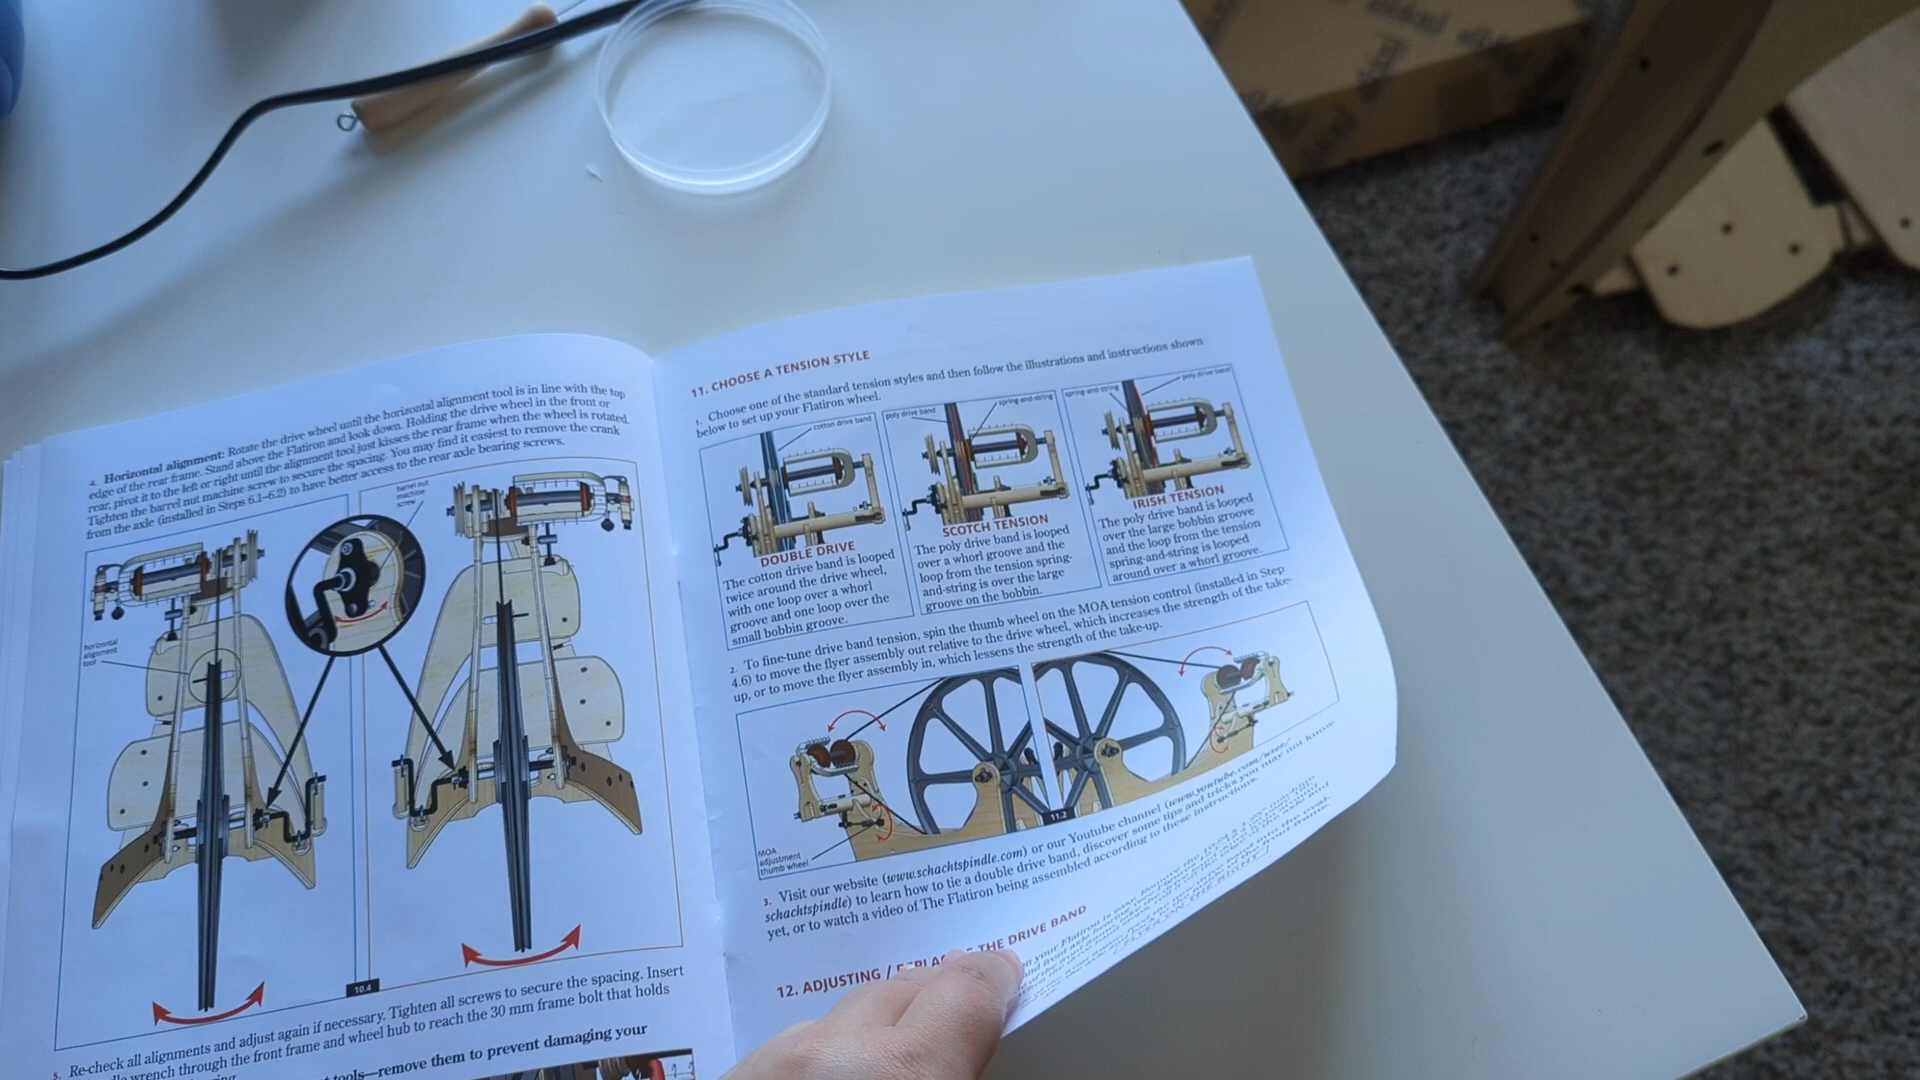 4. Horizontal alignment: Rotate the drive wheel until the horizontal alignment tool is in line with the top
edge of the rear frame. Stand above the Flatiron and look down. Holding the drive wheel in the front or
rear, pivot it to the left or right until the alignment tool just kisses the rear frame when the wheel is rotated.
Tighten the barrel nut machine screw to secure the spacing. You may find it easiest to remove the crank
from the axle (installed in Steps 6.1–6.2) to have better access to the rear axle bearing screws.
barrel nut
machine
screw
horizontal
alignment
tool
10.4
5. Re-check all alignments and adjust again if necessary. Tighten all screws to secure the spacing. Insert
wrench through the front frame and wheel hub to reach the 30 mm frame bolt that holds
tools—remove them to prevent damaging your
11. CHOOSE A TENSION STYLE
1. Choose one of the standard tension styles and then follow the illustrations and instructions shown
below to set up your Flatiron wheel.
cotton drive band
DOUBLE DRIVE
The cotton drive band is looped
twice around the drive wheel,
with one loop over a whorl
groove and one loop over the
small bobbin groove.
poly drive band
spring-and-string
SCOTCH TENSION
The poly drive band is looped
over a whorl groove and the
loop from the tension spring-
and-string is over the large
groove on the bobbin.
spring-and-string
poly drive band
IRISH TENSION
The poly drive band is looped
over the large bobbin groove
and the loop from the tension
spring-and-string is looped
around over a whorl groove.
2. To fine-tune drive band tension, spin the thumb wheel on the MOA tension control (installed in Step
4.6) to move the flyer assembly out relative to the drive wheel, which increases the strength of the take-
up, or to move the flyer assembly in, which lessens the strength of the take-up.
MOA
adjustment
thumb wheel
11.2
3. Visit our website (www.schachtspindle.com) or our Youtube channel (www.youtube.com/user/
schachtspindle) to learn how to tie a double drive band, discover some tips and tricks you may not know
yet, or to watch a video of The Flatiron being assembled according to these instructions.
12. ADJUSTING / THE DRIVE BAND